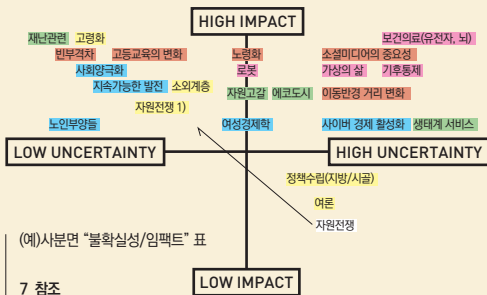 HIGH IMPACT
재난관련 고령화 보건의료(유전자, 뇌)
빈부격차 고등교육의 변화 노령화 소셜미디어의 중요성
사회양극화 로봇 가상의 삶 기후통제
지속가능한 발전 소외계층 자원고갈 에코도시 이동반경 거리 변화
자원전쟁 1)
노인부양들 여성경제학 사이버 경제 활성화 생태계 서비스
LOW UNCERTAINTY HIGH UNCERTAINTY
정책수립(지방/시골)
여론
자원전쟁
(예)사분면 “불확실성/임팩트” 표
LOW IMPACT
7 참조